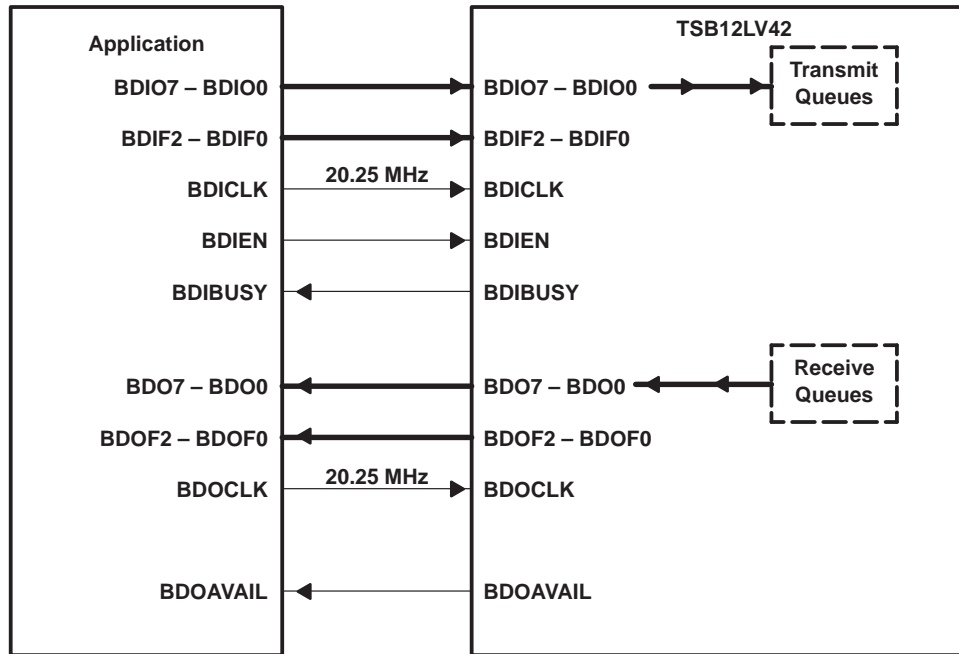 Application
TSB12LV42
BDIO7 – BDIO0
BDIO7 – BDIO0
Transmit
Queues
BDIF2 – BDIF0
BDIF2 – BDIF0
BDICLK
20.25 MHz
BDICLK
BDIEN
BDIEN
BDIBUSY
BDIBUSY
BDO7 – BDO0
BDO7 – BDO0
Receive
Queues
BDOF2 – BDOF0
BDOF2 – BDOF0
BDOCLK
20.25 MHz
BDOCLK
BDOAVAIL
BDOAVAIL